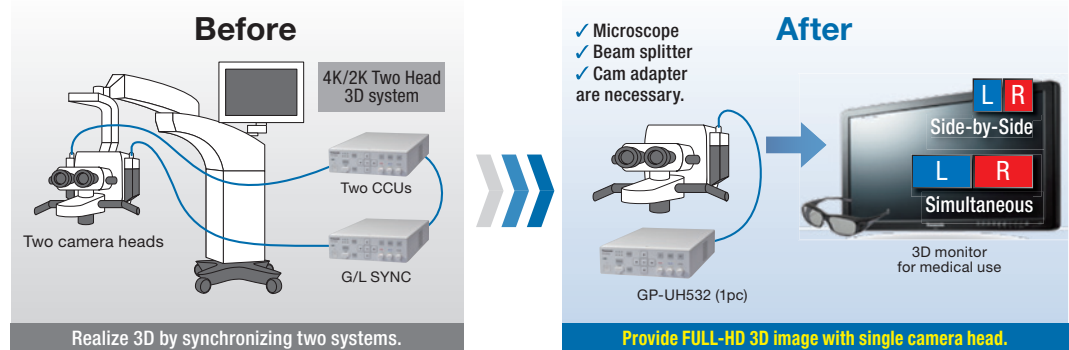 Before
4K/2K Two Head
3D system
Two CCUs
Two camera heads
G/L SYNC
Realize 3D by synchronizing two systems.
After
✓ Microscope
✓ Beam splitter
✓ Cam adapter
are necessary.
L R
Side-by-Side
L R
Simultaneous
3D monitor
for medical use
GP-UH532 (1pc)
Provide FULL-HD 3D image with single camera head.